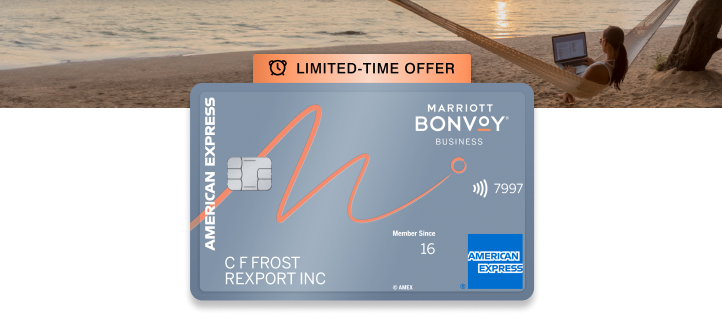 LIMITED-TIME OFFER
AMERICAN EXPRESS
MARRIOTT
BONVOY®
BUSINESS
7997
Member Since
16
C F FROST
REXPORT INC
© AMEX
AMERICAN
EXPRESS
®